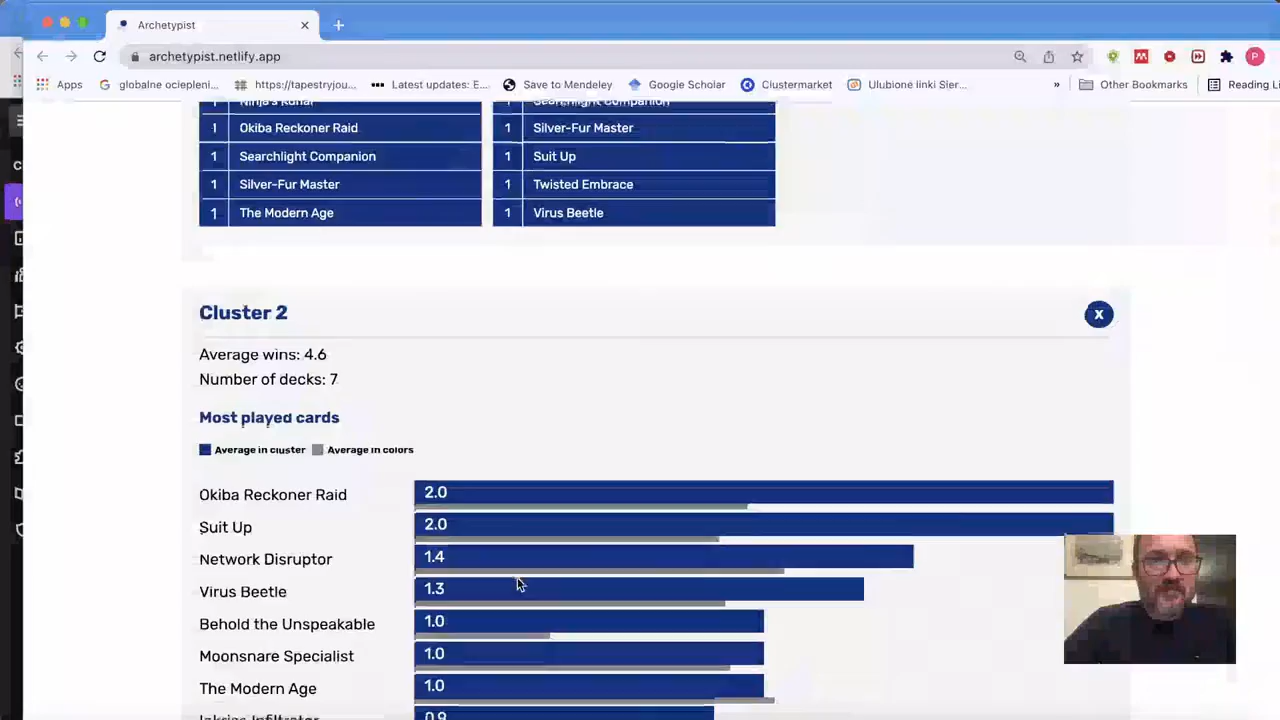 Archetypist
archetypist.netlify.app
P
Apps globalne ociepleni... https://tapestryjou... Latest updates: E... Save to Mendeley Google Scholar Clustermarket Ulubione linki Sier... » Other Bookmarks Reading Li
1 Ninja's Kunai 1 Searchlight Companion
1 Okiba Reckoner Raid 1 Silver-Fur Master
1 Searchlight Companion 1 Suit Up
1 Silver-Fur Master 1 Twisted Embrace
1 The Modern Age 1 Virus Beetle
Cluster 2
X
Average wins: 4.6
Number of decks: 7
Most played cards
Average in cluster Average in colors
Okiba Reckoner Raid 2.0
Suit Up 2.0
Network Disruptor 1.4
Virus Beetle 1.3
Behold the Unspeakable 1.0
Moonsnare Specialist 1.0
The Modern Age 1.0
0.9